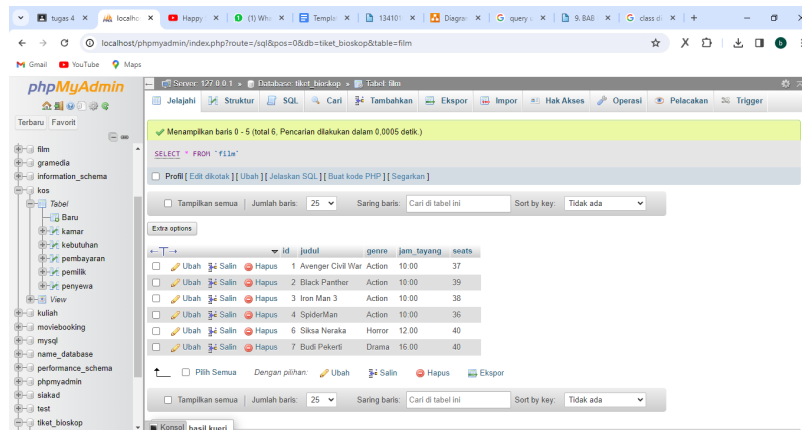 tugas 4
localho
Happy
(1) Wh
Templa
134101
Diagra
G query
9. BAB
class di
localhost/phpmyadmin/index.php?route=/sql&pos=0&db=tiket_bioskop&table=film
Gmail YouTube Maps
phpMyAdmin
Terbaru Favorit
film
gramedia
information_schema
kos
Tabel
Baru
kamar
kebutuhan
pembayaran
pemilik
penyewa
View
kuliah
moviebooking
mysql
name_database
performance_schema
phpmyadmin
siakad
test
tiket_bioskop
Server: 127.0.0.1 » Database: tiket_bioskop » Tabel: film
Jelajahi Struktur SQL Cari Tambahkan Ekspor Impor Hak Akses Operasi Pelacakan Trigger
Menampilkan baris 0 - 5 (total 6, Pencarian dilakukan dalam 0,0005 detik.)
SELECT * FROM `film`
Profil [ Edit dikotak ] [ Ubah ] [ Jelaskan SQL ] [ Buat kode PHP ] [ Segarkan ]
Tampilkan semua Jumlah baris: 25 Saring baris: Cari di tabel ini Sort by key: Tidak ada
Extra options
id judul genre jam_tayang seats
Ubah Salin Hapus 1 Avenger Civil War Action 10:00 37
Ubah Salin Hapus 2 Black Panther Action 10:00 39
Ubah Salin Hapus 3 Iron Man 3 Action 10:00 38
Ubah Salin Hapus 4 SpiderMan Action 10:00 36
Ubah Salin Hapus 6 Siksa Neraka Horror 12.00 40
Ubah Salin Hapus 7 Budi Pekerti Drama 16.00 40
Pilih Semua Dengan pilihan: Ubah Salin Hapus Ekspor
Tampilkan semua Jumlah baris: 25 Saring baris: Cari di tabel ini Sort by key: Tidak ada
Konsol hasil kueri